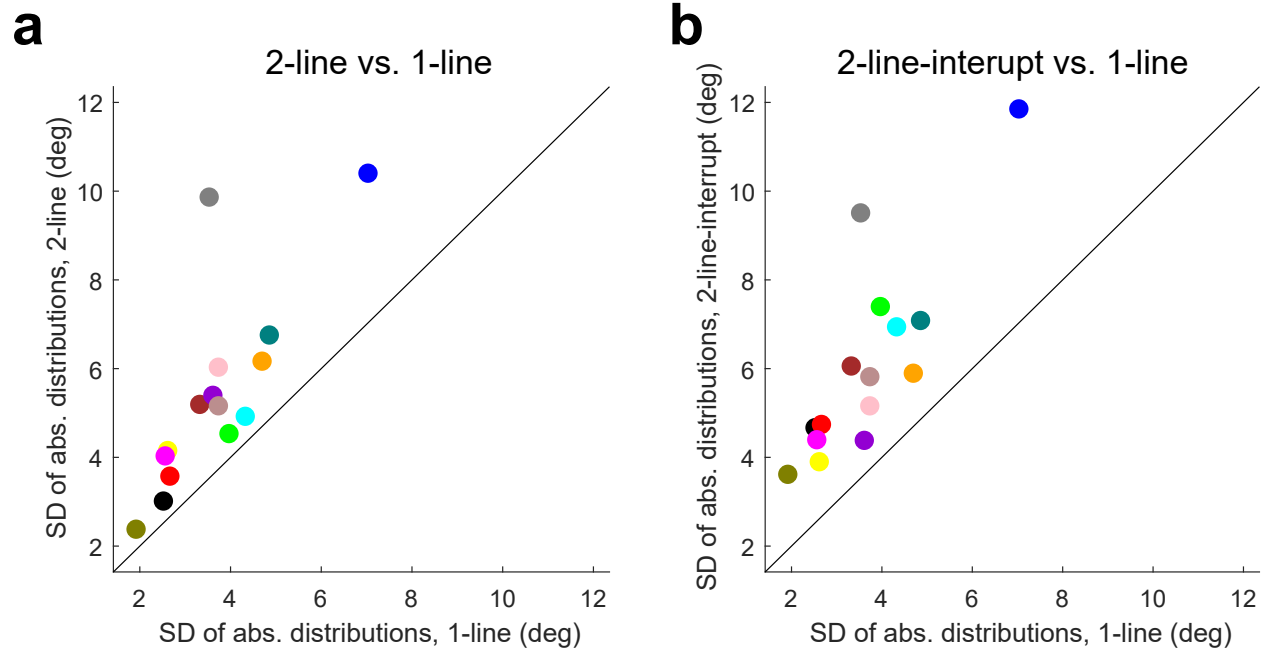 a
2-line vs. 1-line
SD of abs. distributions, 2-line (deg)
12
10
8
6
4
2
2 4 6 8 10 12
SD of abs. distributions, 1-line (deg)
b
2-line-interupt vs. 1-line
SD of abs. distributions, 2-line-interrupt (deg)
12
10
8
6
4
2
2 4 6 8 10 12
SD of abs. distributions, 1-line (deg)